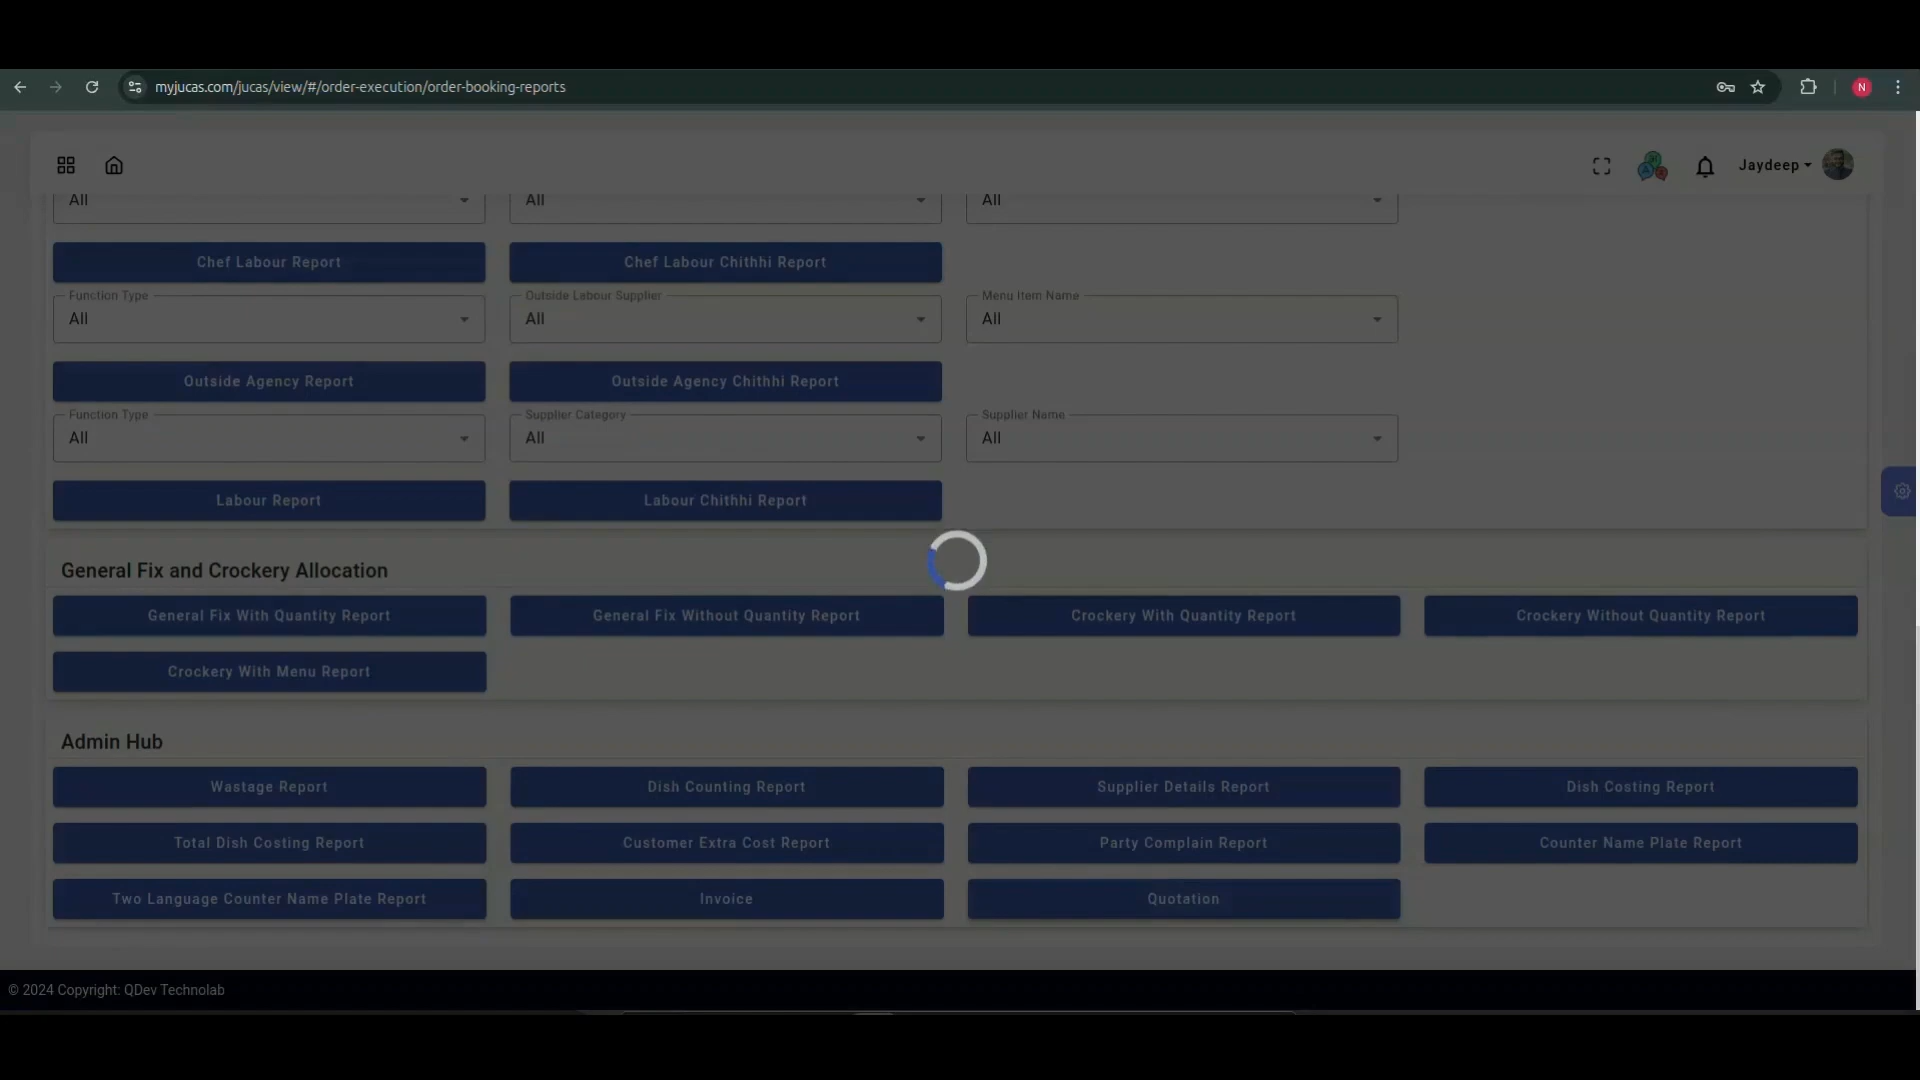 myjucas.com/jucas/view/#/order-execution/order-booking-reports
N
Jaydeep
All All All
Chef Labour Report Chef Labour Chithhi Report
Function Type Outside Labour Supplier Menu Item Name
All All All
Outside Agency Report Outside Agency Chithhi Report
Function Type Supplier Category Supplier Name
All All All
Labour Report Labour Chithhi Report
General Fix and Crockery Allocation
General Fix With Quantity Report General Fix Without Quantity Report Crockery With Quantity Report Crockery Without Quantity Report
Crockery With Menu Report
Admin Hub
Wastage Report Dish Counting Report Supplier Details Report Dish Costing Report
Total Dish Costing Report Customer Extra Cost Report Party Complain Report Counter Name Plate Report
Two Language Counter Name Plate Report Invoice Quotation
© 2024 Copyright: QDev Technolab